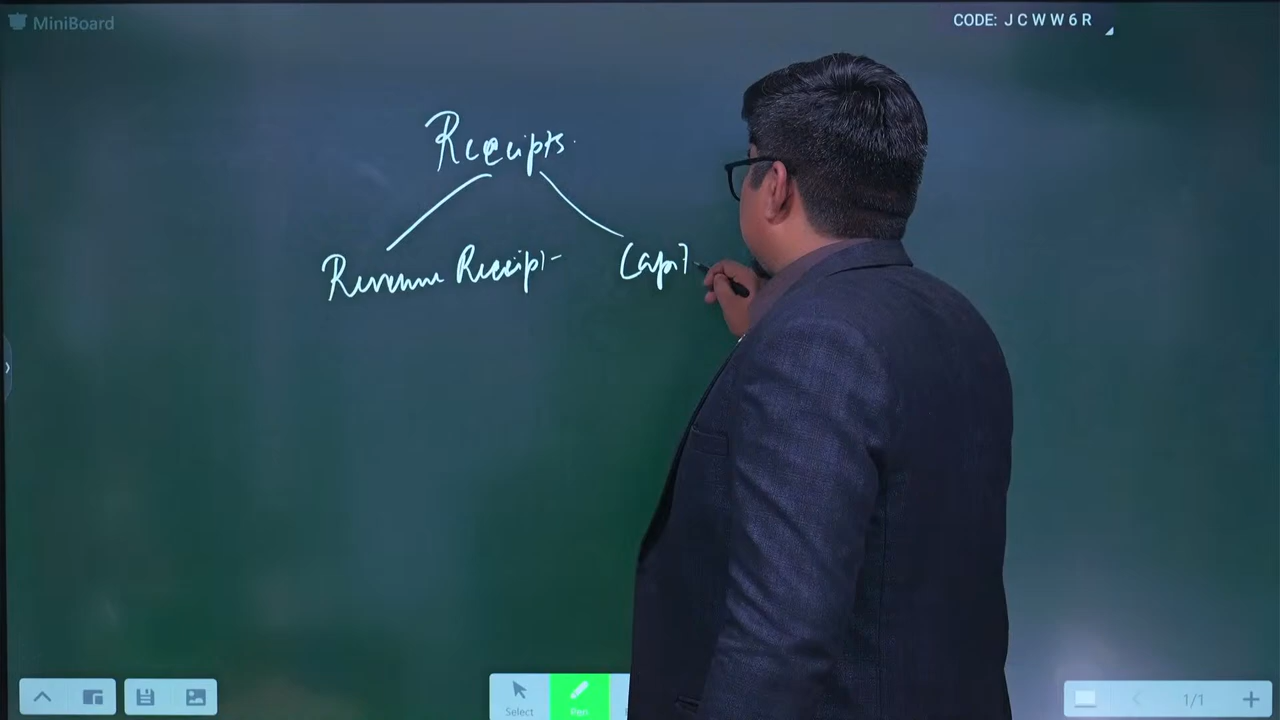 MiniBoard
CODE: J C W W 6 R
Receipts
Revenue Receipt
Capit
Select
Pen
1/1